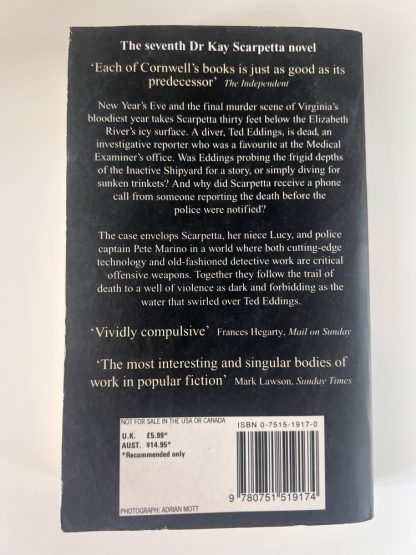 The seventh Dr Kay Scarpetta novel
‘Each of Cornwell’s books is just as good as its
predecessor’ The Independent
New Year’s Eve and the final murder scene of Virginia’s
bloodiest year takes Scarpetta thirty feet below the Elizabeth
River’s icy surface. A diver, Ted Eddings, is dead, an
investigative reporter who was a favourite at the Medical
Examiner’s office. Was Eddings probing the frigid depths
of the Inactive Shipyard for a story, or simply diving for
sunken trinkets? And why did Scarpetta receive a phone
call from someone reporting the death before the
police were notified?
The case envelops Scarpetta, her niece Lucy, and police
captain Pete Marino in a world where both cutting-edge
technology and old-fashioned detective work are critical
offensive weapons. Together they follow the trail of
death to a well of violence as dark and forbidding as the
water that swirled over Ted Eddings.
‘Vividly compulsive’ Frances Hegarty, Mail on Sunday
‘The most interesting and singular bodies of
work in popular fiction’ Mark Lawson, Sunday Times
NOT FOR SALE IN THE USA OR CANADA
U.K. £5.99*
AUST. $14.95*
*Recommended only
ISBN 0-7515-1917-0
9 780751 519174
PHOTOGRAPH: ADRIAN MOTT